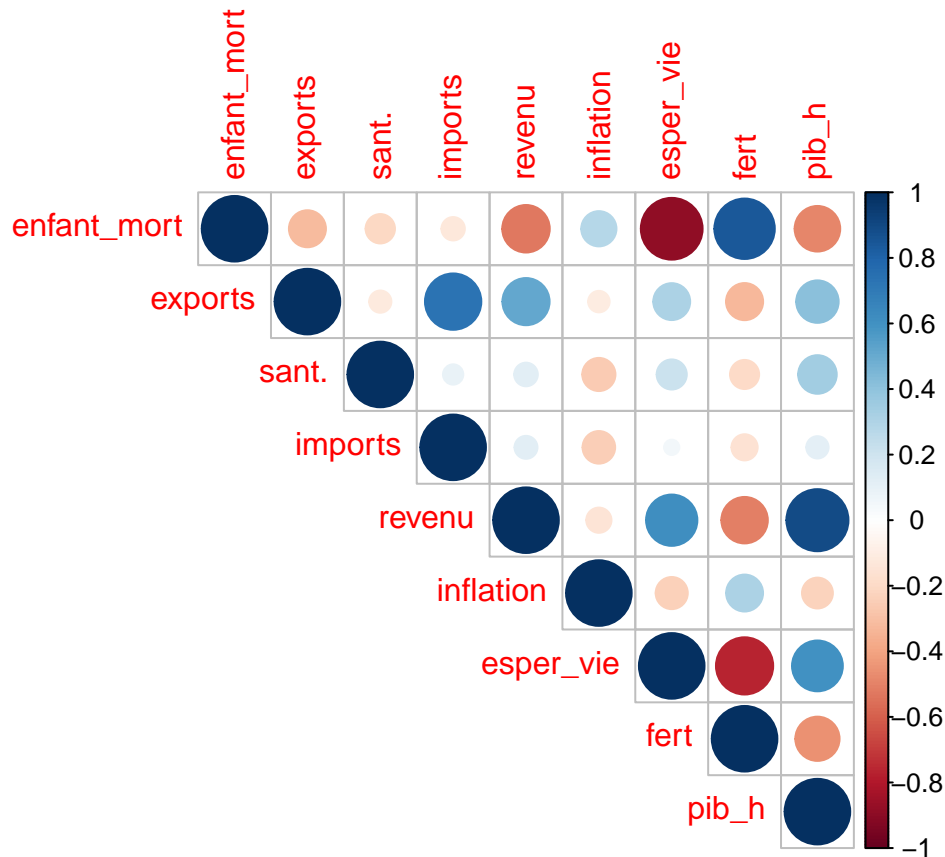 enfant_mort
exports
sant.
imports
revenu
inflation
esper_vie
fert
pib_h
enfant_mort
exports
sant.
imports
revenu
inflation
esper_vie
fert
pib_h
1
0.8
0.6
0.4
0.2
0
−0.2
−0.4
−0.6
−0.8
−1